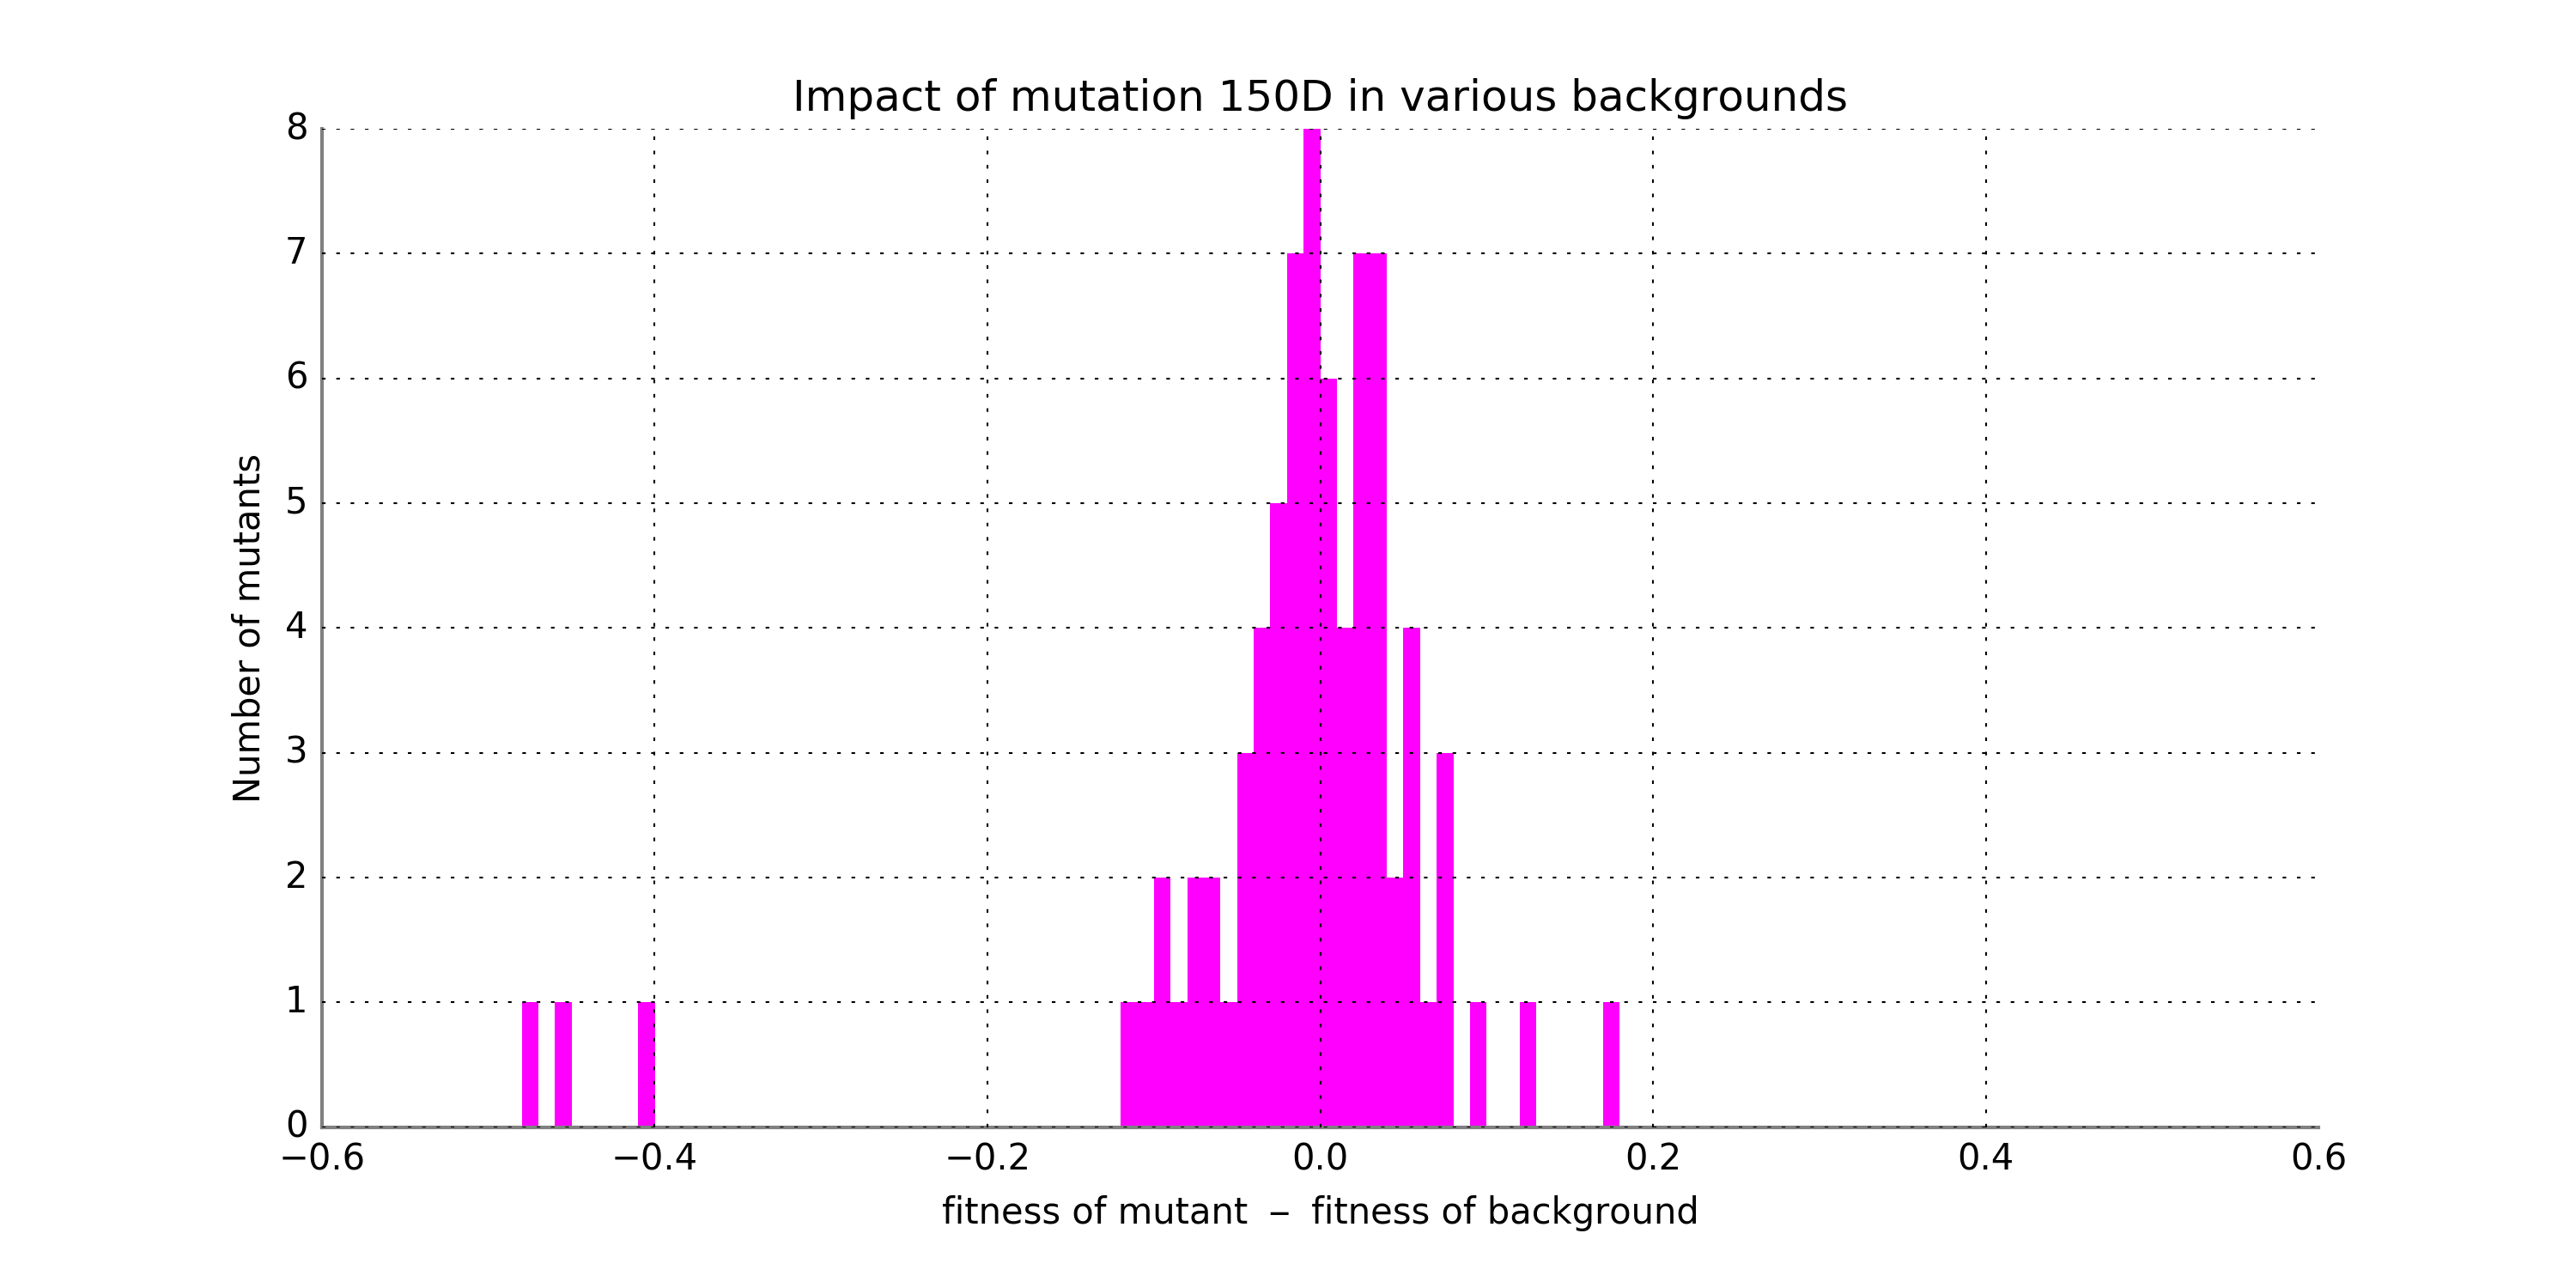 Impact of mutation 150D in various backgrounds
8
7
6
5
4
3
2
1
0
Number of mutants
−0.6 −0.4 −0.2 0.0 0.2 0.4 0.6
fitness of mutant − fitness of background